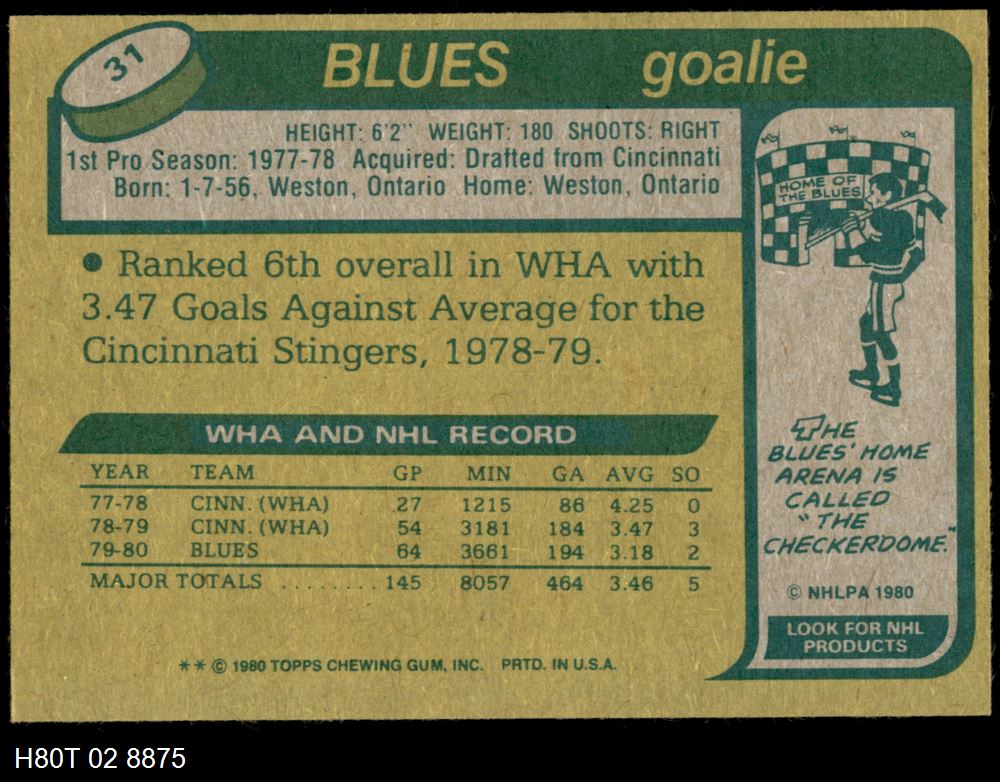 31
BLUES goalie
HEIGHT: 6'2" WEIGHT: 180 SHOOTS: RIGHT
1st Pro Season: 1977-78 Acquired: Drafted from Cincinnati
Born: 1-7-56, Weston, Ontario Home: Weston, Ontario
• Ranked 6th overall in WHA with
3.47 Goals Against Average for the
Cincinnati Stingers, 1978-79.
WHA AND NHL RECORD
YEAR TEAM GP MIN GA AVG SO
77-78 CINN. (WHA) 27 1215 86 4.25 0
78-79 CINN. (WHA) 54 3181 184 3.47 3
79-80 BLUES 64 3661 194 3.18 2
MAJOR TOTALS ......... 145 8057 464 3.46 5
** © 1980 TOPPS CHEWING GUM, INC. PRTD. IN U.S.A.
HOME OF
THE BLUES
THE
BLUES' HOME
ARENA IS
CALLED
"THE
CHECKERDOME."
© NHLPA 1980
LOOK FOR NHL
PRODUCTS
H80T 02 8875